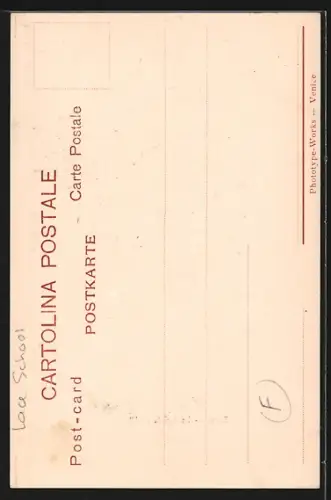 Lace School
CARTOLINA POSTALE
Post-card
Carte Postale
POSTKARTE
(F)
Phototype-Works — Venice